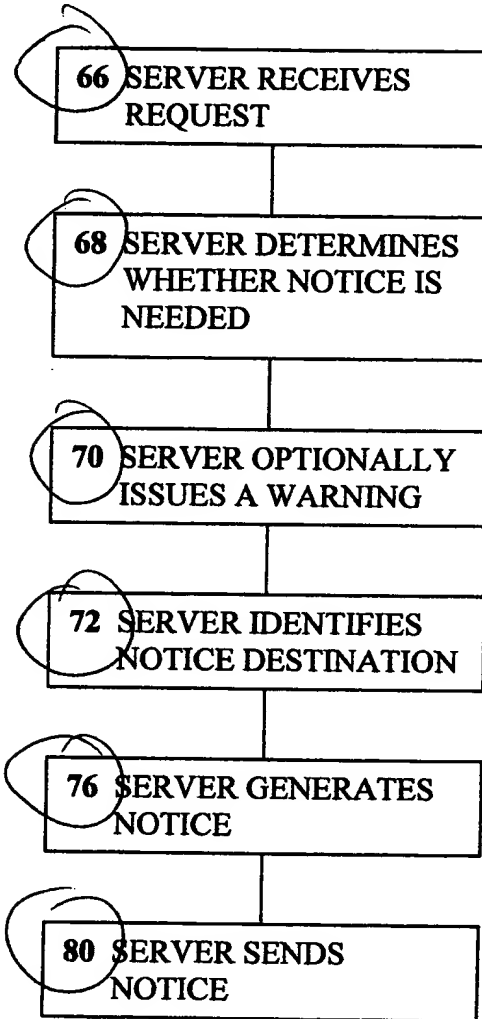 66 SERVER RECEIVES
REQUEST
68 SERVER DETERMINES
WHETHER NOTICE IS
NEEDED
70 SERVER OPTIONALLY
ISSUES A WARNING
72 SERVER IDENTIFIES
NOTICE DESTINATION
76 SERVER GENERATES
NOTICE
80 SERVER SENDS
NOTICE